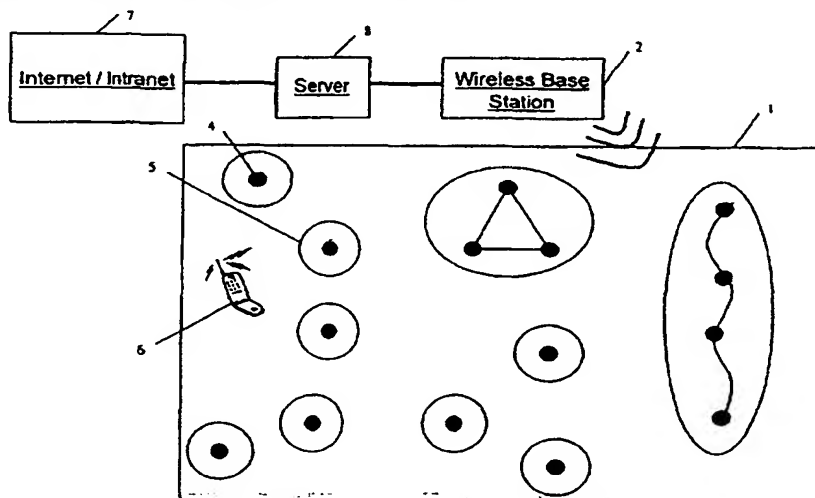 7
8
2
Internet / Intranet
Server
Wireless Base
Station
4
1
5
6